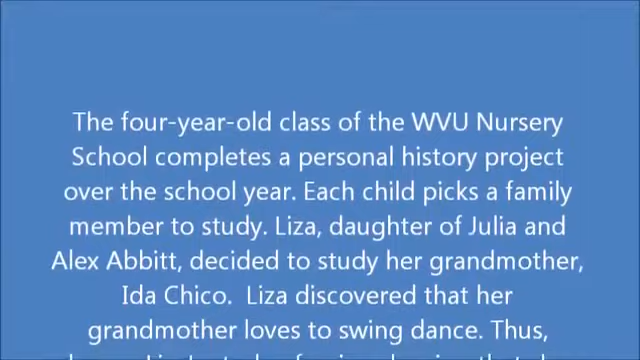 The four-year-old class of the WVU Nursery
School completes a personal history project
over the school year. Each child picks a family
member to study. Liza, daughter of Julia and
Alex Abbitt, decided to study her grandmother,
Ida Chico.  Liza discovered that her
grandmother loves to swing dance. Thus,